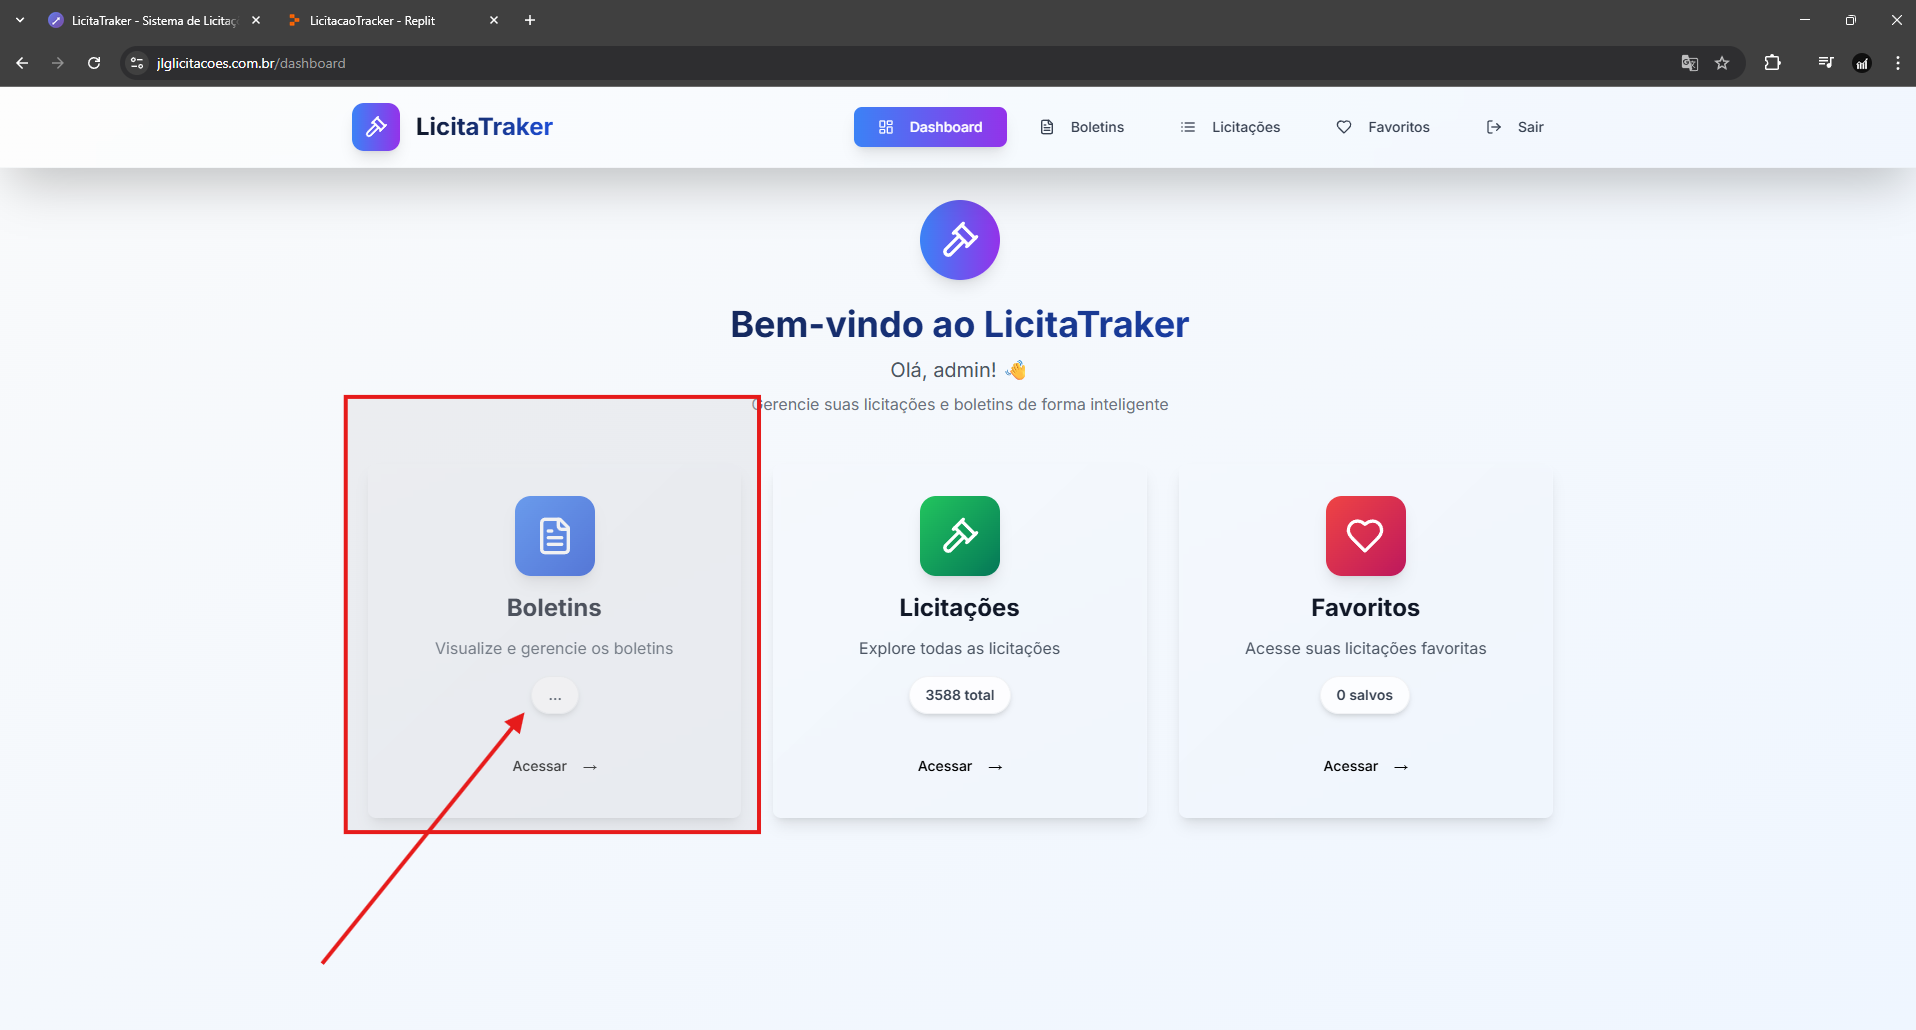 LicitaTraker - Sistema de Licitaç
LicitacaoTracker - Replit
jlglicitacoes.com.br/dashboard
LicitaTraker
Dashboard
Boletins
Licitações
Favoritos
Sair
Bem-vindo ao LicitaTraker
Olá, admin! 👋
Gerencie suas licitações e boletins de forma inteligente
Boletins
Visualize e gerencie os boletins
...
Acessar →
Licitações
Explore todas as licitações
3588 total
Acessar →
Favoritos
Acesse suas licitações favoritas
0 salvos
Acessar →